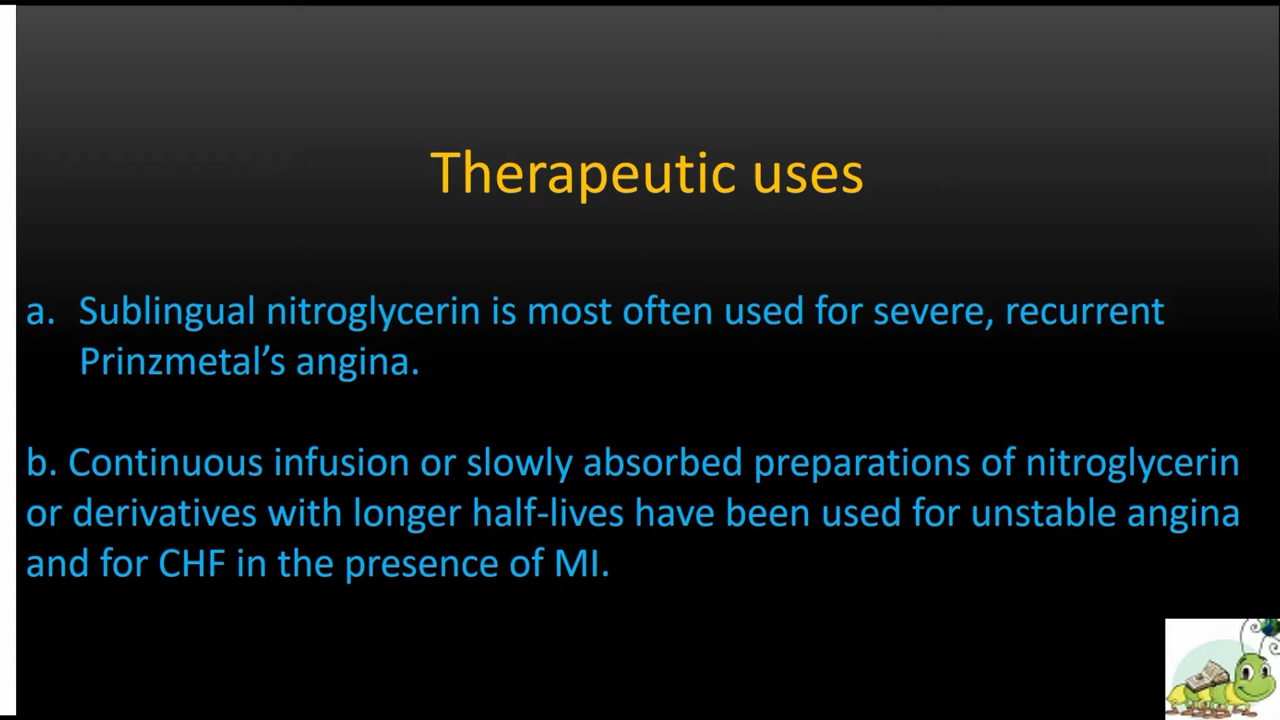 Therapeutic uses
a. Sublingual nitroglycerin is most often used for severe, recurrent
Prinzmetal’s angina.
b. Continuous infusion or slowly absorbed preparations of nitroglycerin
or derivatives with longer half-lives have been used for unstable angina
and for CHF in the presence of MI.